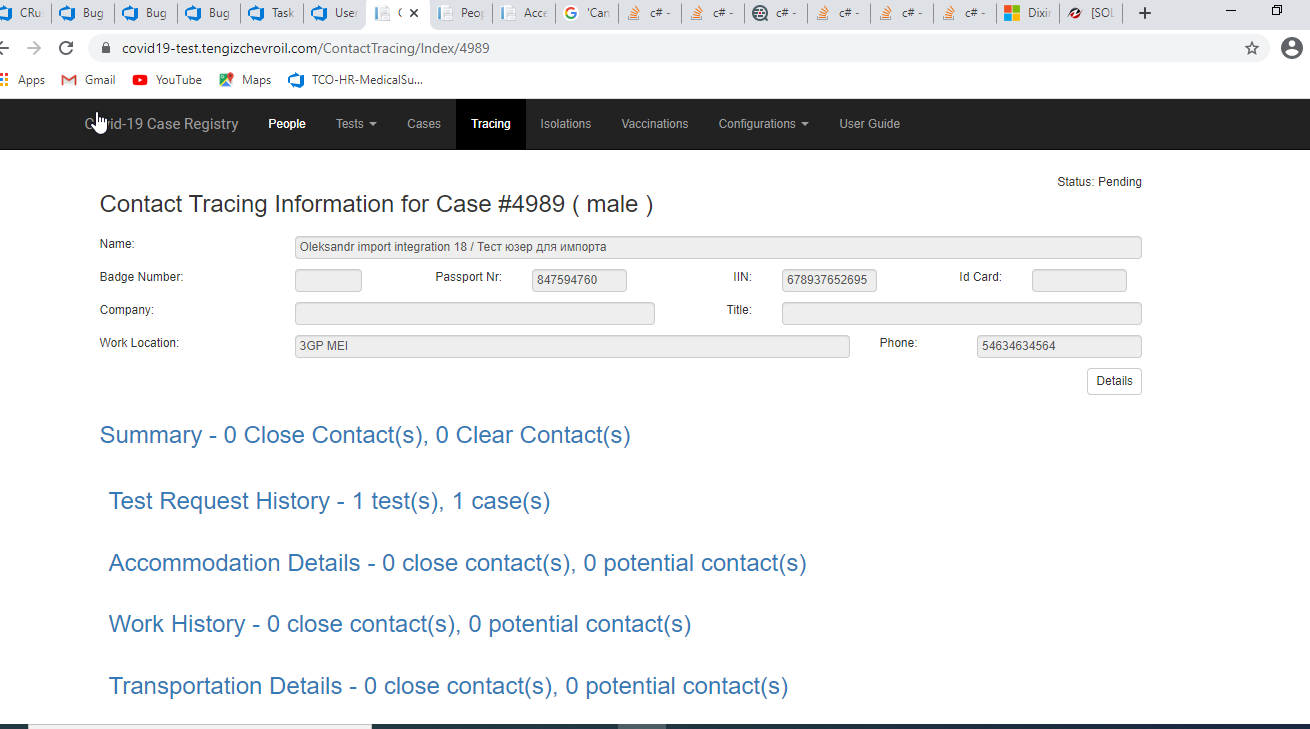 CRu Bug Bug Bug Task User C Peop Acce 'Can c# - c# - c# - c# - c# - c# - Dixin [SOL
covid19-test.tengizchevroil.com/ContactTracing/Index/4989
Apps Gmail YouTube Maps TCO-HR-MedicalSu...
Covid-19 Case Registry People Tests Cases Tracing Isolations Vaccinations Configurations User Guide
Status: Pending
Contact Tracing Information for Case #4989 ( male )
Name: Oleksandr import integration 18 / Тест юзер для импорта
Badge Number: Passport Nr: 847594760 IIN: 678937652695 Id Card:
Company: Title:
Work Location: 3GP MEI Phone: 54634634564
Details
Summary - 0 Close Contact(s), 0 Clear Contact(s)
Test Request History - 1 test(s), 1 case(s)
Accommodation Details - 0 close contact(s), 0 potential contact(s)
Work History - 0 close contact(s), 0 potential contact(s)
Transportation Details - 0 close contact(s), 0 potential contact(s)